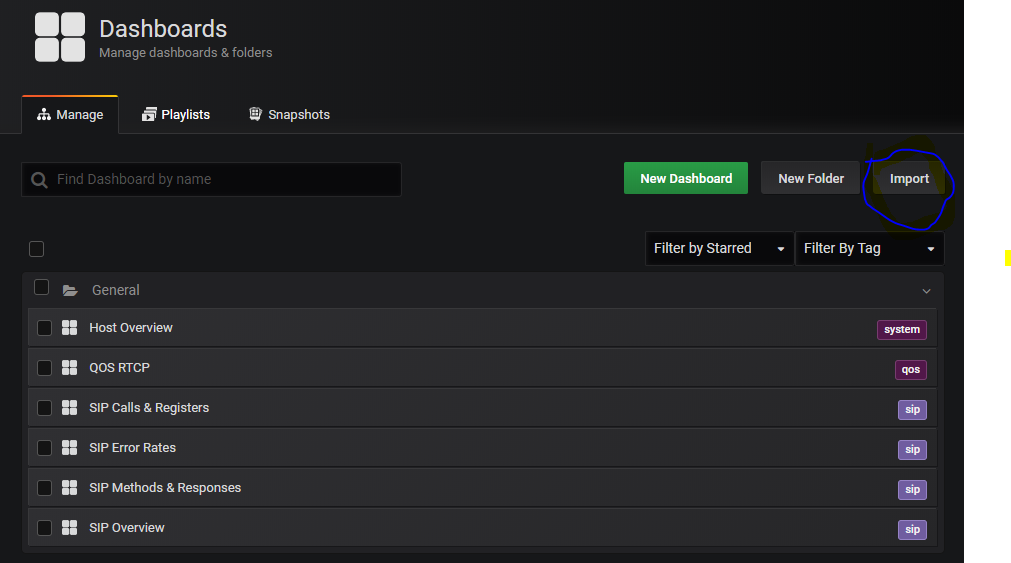 Dashboards
Manage dashboards & folders
Manage Playlists Snapshots
Find Dashboard by name New Dashboard New Folder Import
Filter by Starred Filter By Tag
General
Host Overview system
QOS RTCP qos
SIP Calls & Registers sip
SIP Error Rates sip
SIP Methods & Responses sip
SIP Overview sip